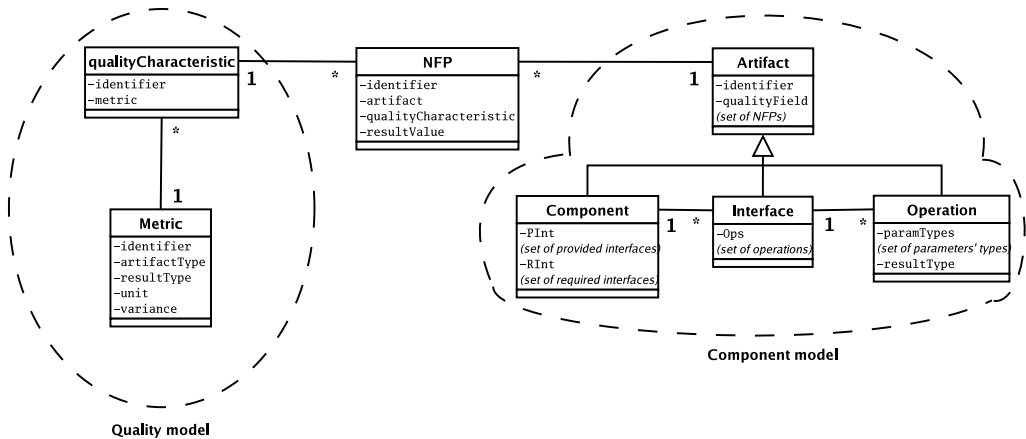 qualityCharacteristic
-identifier
-metric
1
*
NFP
-identifier
-artifact
-qualityCharacteristic
-resultValue
*
1
Artifact
-identifier
-qualityField
(set of NFPs)
*
1
Metric
-identifier
-artifactType
-resultType
-unit
-variance
Component
-PInt
(set of provided interfaces)
-RInt
(set of required interfaces)
1
*
Interface
-Ops
(set of operations)
1
*
Operation
-paramTypes
(set of parameters' types)
-resultType
Component model
Quality model